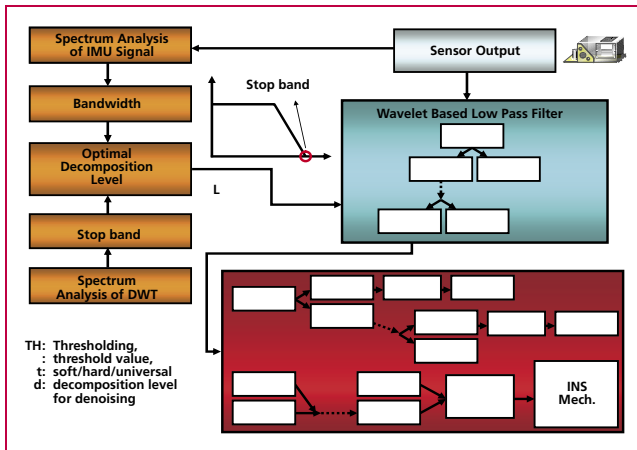 Spectrum Analysis
of IMU Signal
Sensor Output
Bandwidth
Stop band
Wavelet Based Low Pass Filter
Optimal
Decomposition
Level
L
Stop band
Spectrum
Analysis of DWT
TH: Thresholding,
: threshold value,
t: soft/hard/universal
d: decomposition level
for denoising
INS
Mech.